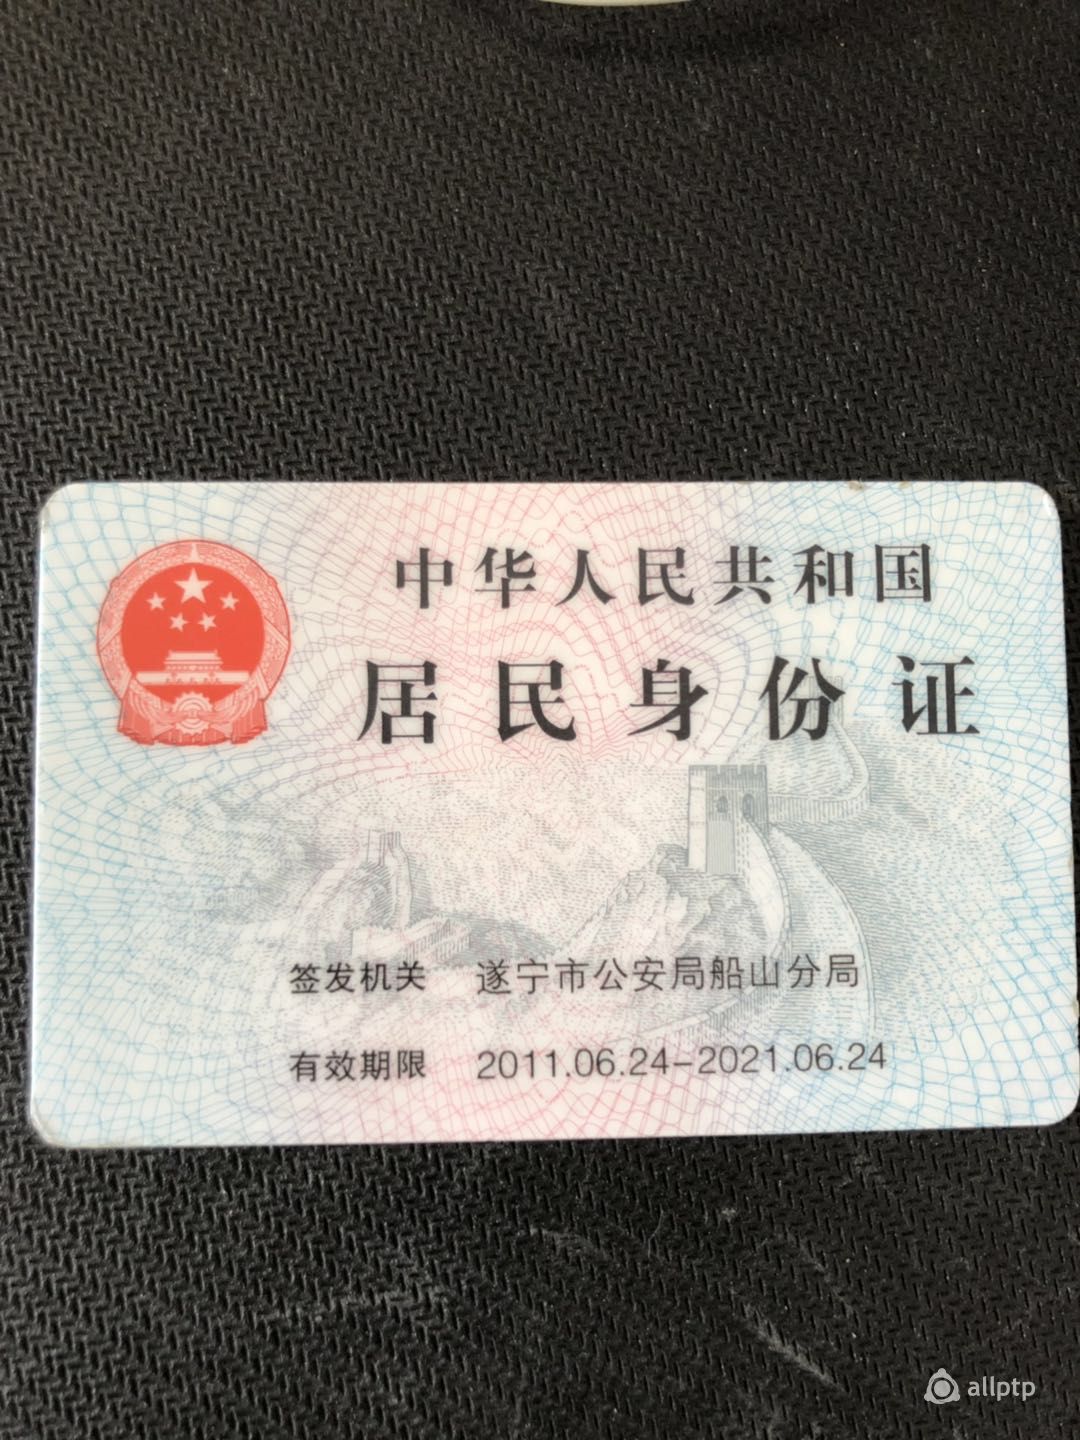 中华人民共和国
居民身份证
签发机关 遂宁市公安局船山分局
有效期限 2011.06.24-2021.06.24
allptp